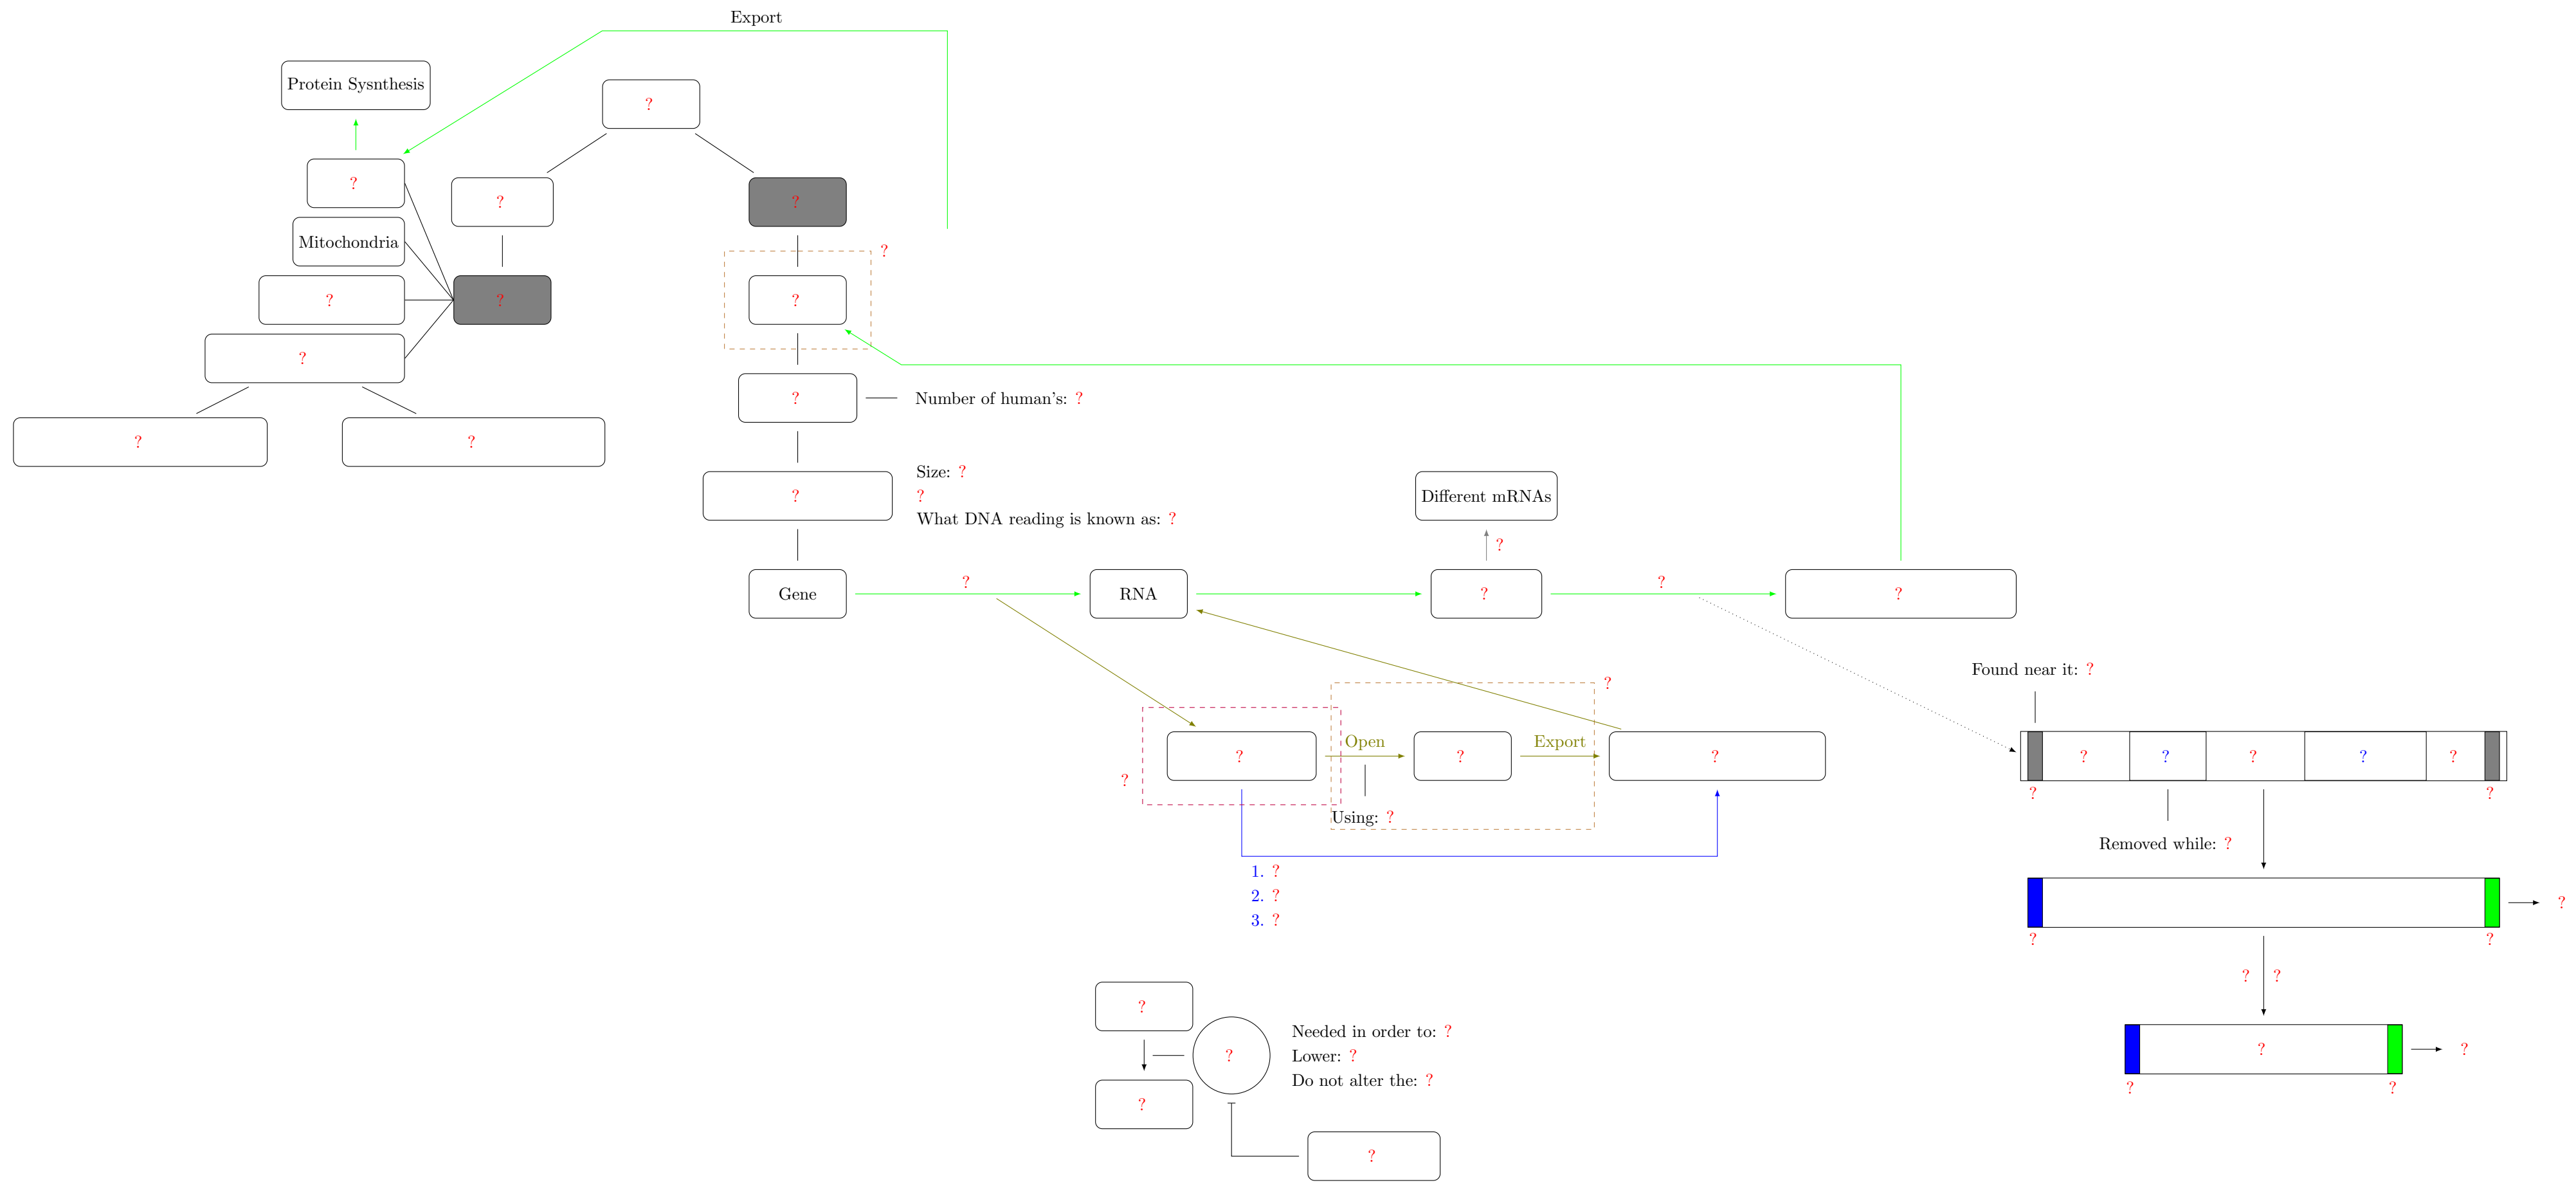 Export
Protein Sysnthesis
?
?
?
?
?
Mitochondria
?
?
?
?
?
?
Number of human's: ?
?
?
Size: ?
?
?
Different mRNAs
What DNA reading is known as: ?
?
?
?
Gene
RNA
?
?
Found near it: ?
?
Open
Export
?
?
?
?
?
?
?
?
?
?
?
Using: ?
Removed while: ?
1. ?
2. ?
3. ?
?
?
?
?
?
?
Needed in order to: ?
?
Lower: ?
?
?
Do not alter the: ?
?
?
?
?